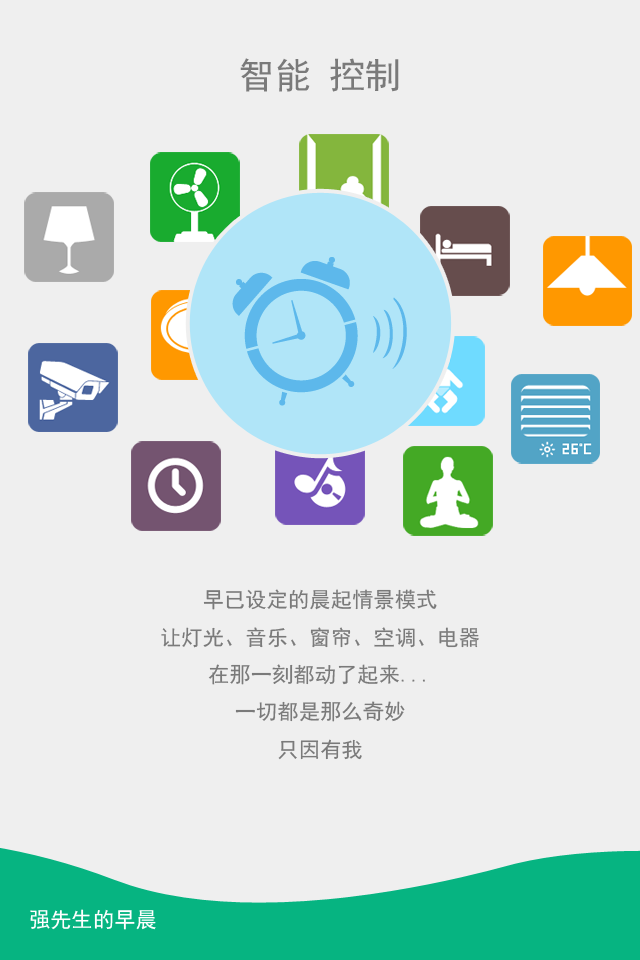 智能 控制
26℃
早已设定的晨起情景模式
让灯光、音乐、窗帘、空调、电器
在那一刻都动了起来...
一切都是那么奇妙
只因有我
强先生的早晨